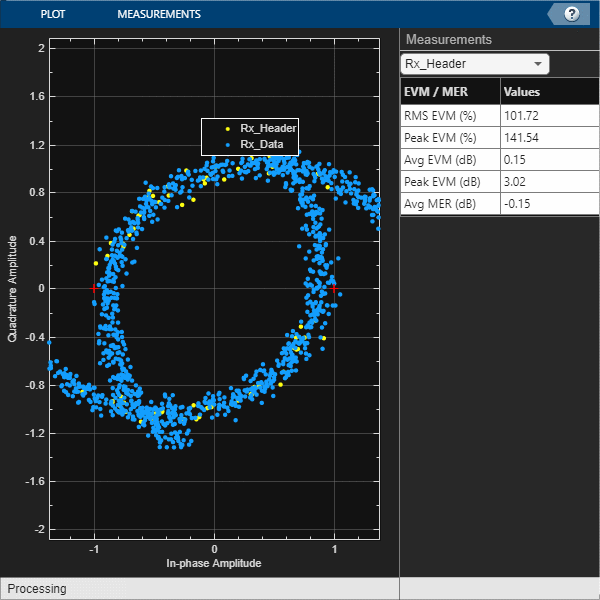 PLOT MEASUREMENTS ?
Measurements
Rx_Header
EVM / MER Values
RMS EVM (%) 101.72
Peak EVM (%) 141.54
Avg EVM (dB) 0.15
Peak EVM (dB) 3.02
Avg MER (dB) -0.15
Rx_Header
Rx_Data
2
1.6
1.2
0.8
0.4
0
-0.4
-0.8
-1.2
-1.6
-2
Quadrature Amplitude
-1 0 1
In-phase Amplitude
Processing